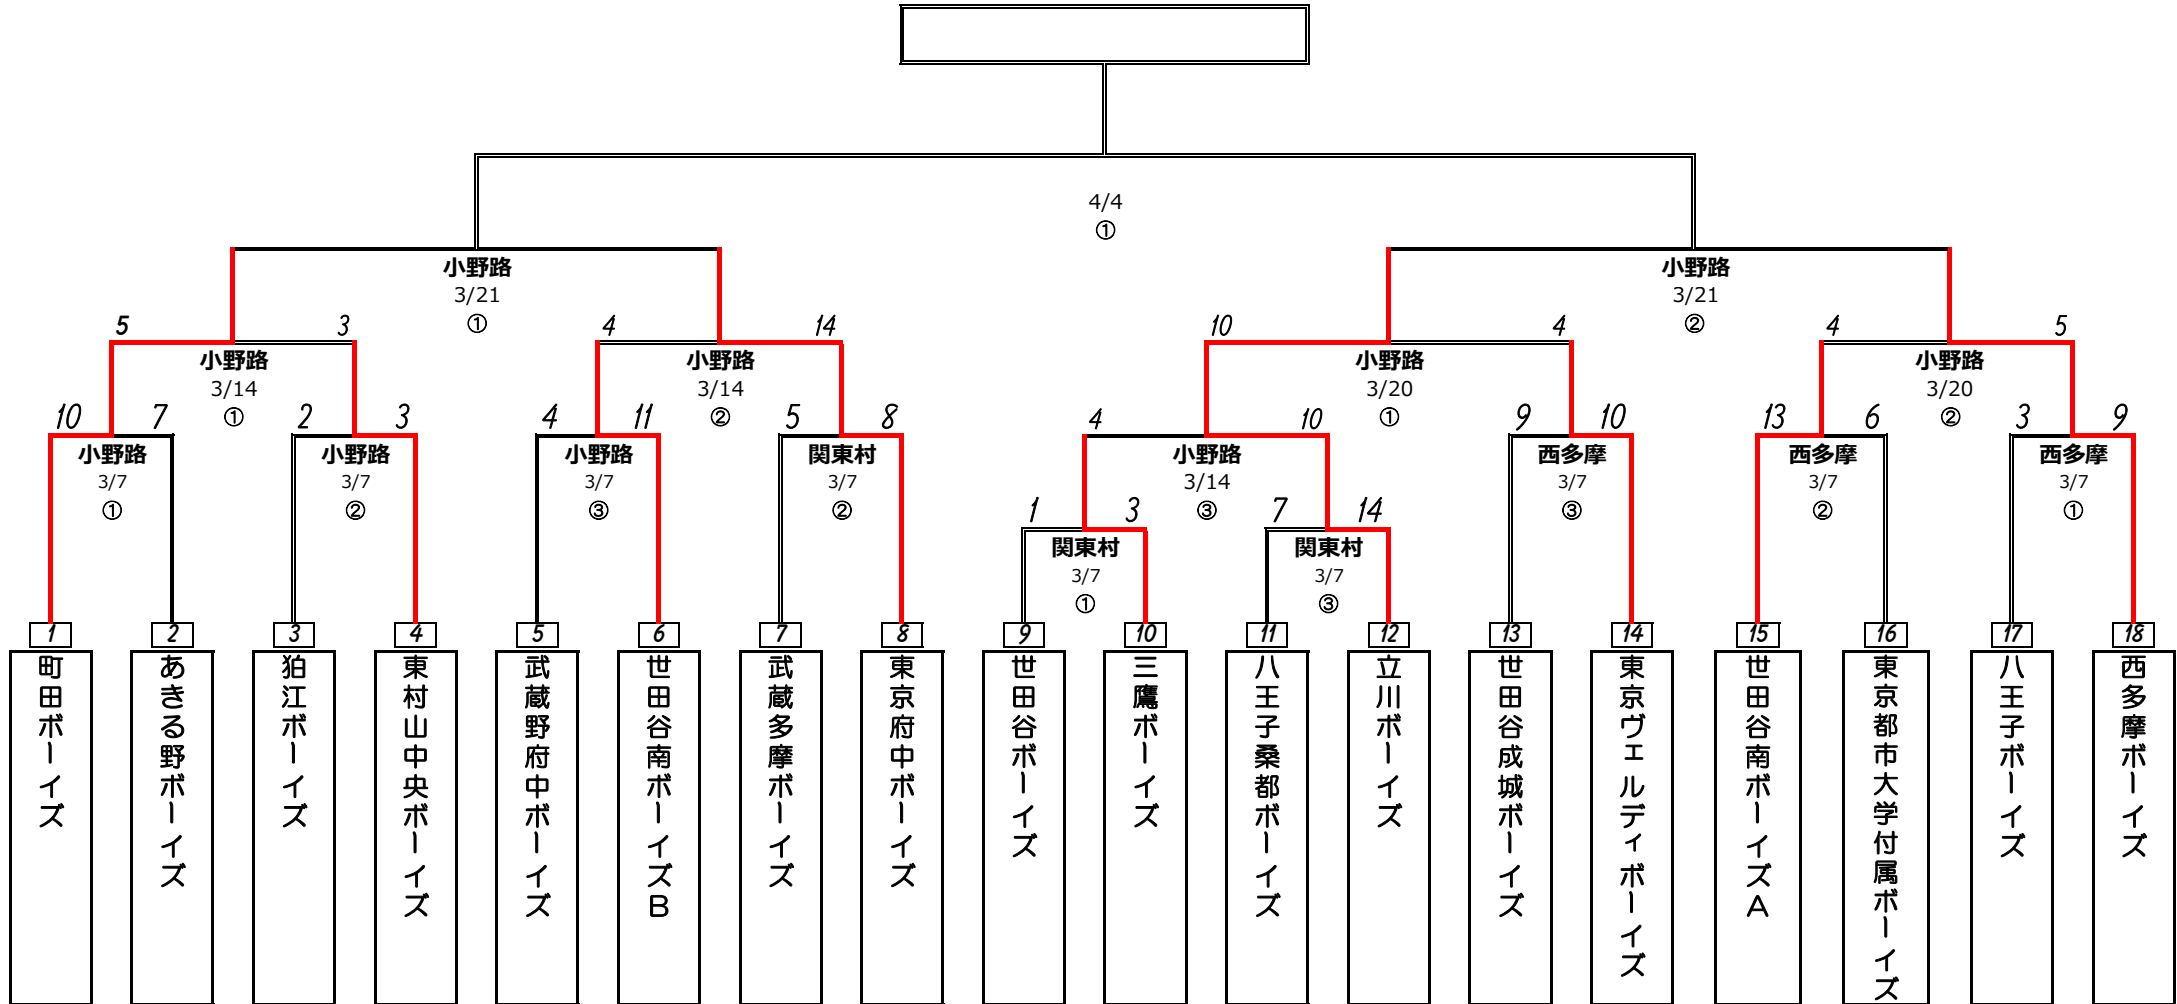 4/4
①
小野路
3/21
①
小野路
3/21
②
5 3
小野路
3/14
①
4 14
小野路
3/14
②
10 4
小野路
3/20
①
4 5
小野路
3/20
②
10 7
小野路
3/7
①
2 3
小野路
3/7
②
4 11
小野路
3/7
③
5 8
関東村
3/7
②
4 10
小野路
3/14
③
9 10
西多摩
3/7
③
13 6
西多摩
3/7
②
3 9
西多摩
3/7
①
1 3
関東村
3/7
①
7 14
関東村
3/7
③
1 2 3 4 5 6 7 8 9 10 11 12 13 14 15 16 17 18
町田ボーイズ
あきる野ボーイズ
狛江ボーイズ
東村山中央ボーイズ
武蔵野府中ボーイズ
世田谷南ボーイズB
武蔵多摩ボーイズ
東京府中ボーイズ
世田谷ボーイズ
三鷹ボーイズ
八王子桑都ボーイズ
立川ボーイズ
世田谷成城ボーイズ
東京ヴェルディボーイズ
世田谷南ボーイズA
東京都市大学付属ボーイズ
八王子ボーイズ
西多摩ボーイズ